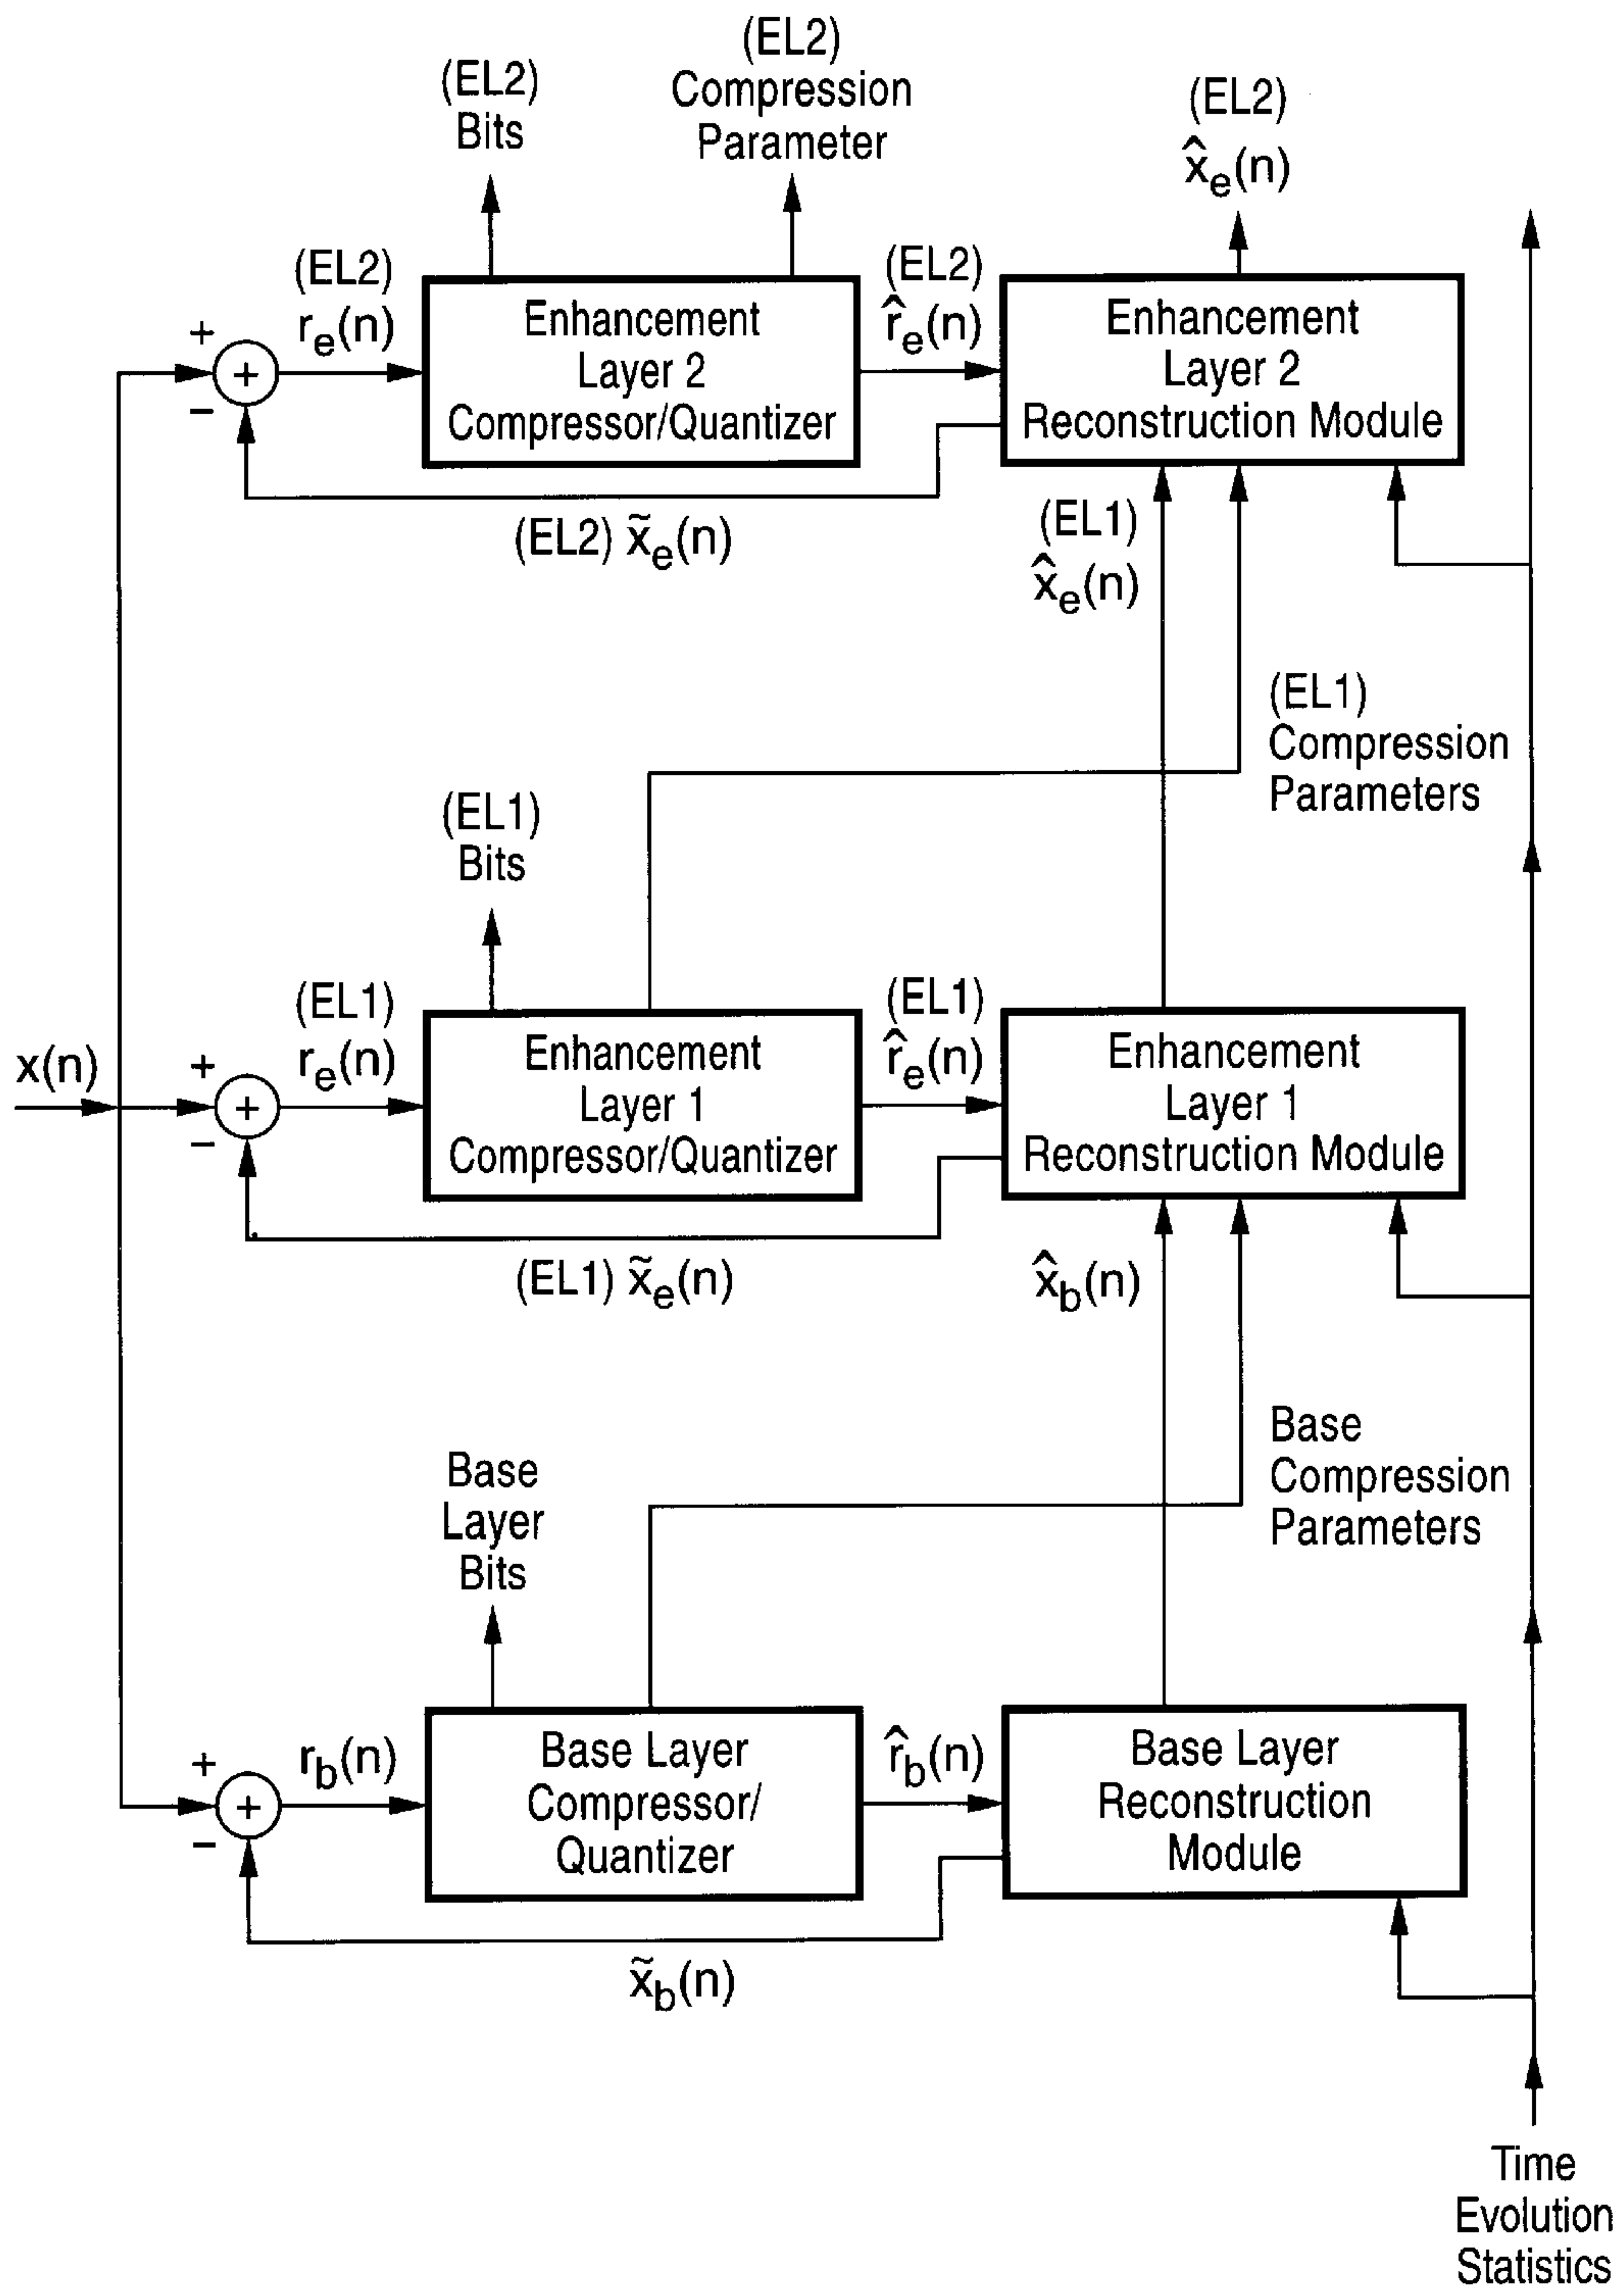 (EL2)
Bits
(EL2)
Compression
Parameter
(EL2)
x̂e(n)
(EL2)
re(n)
+
+
−
Enhancement
Layer 2
Compressor/Quantizer
(EL2)
r̂e(n)
Enhancement
Layer 2
Reconstruction Module
(EL2) x̃e(n)
(EL1)
x̂e(n)
(EL1)
Compression
Parameters
(EL1)
Bits
x(n)
(EL1)
re(n)
+
+
−
Enhancement
Layer 1
Compressor/Quantizer
(EL1)
r̂e(n)
Enhancement
Layer 1
Reconstruction Module
(EL1) x̃e(n)
x̂b(n)
Base
Compression
Parameters
Base
Layer
Bits
rb(n)
+
+
−
Base Layer
Compressor/
Quantizer
r̂b(n)
Base Layer
Reconstruction
Module
x̃b(n)
Time
Evolution
Statistics